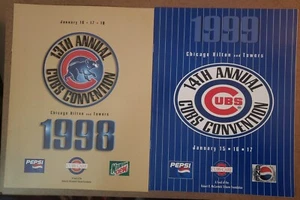 January 16 • 17 • 18
13TH ANNUAL
CUBS CONVENTION
Chicago Hilton and Towers
1998
PEPSI
1999
Chicago Hilton and Towers
14TH ANNUAL
CUBS
CUBS CONVENTION
January 15 • 16 • 17
PEPSI